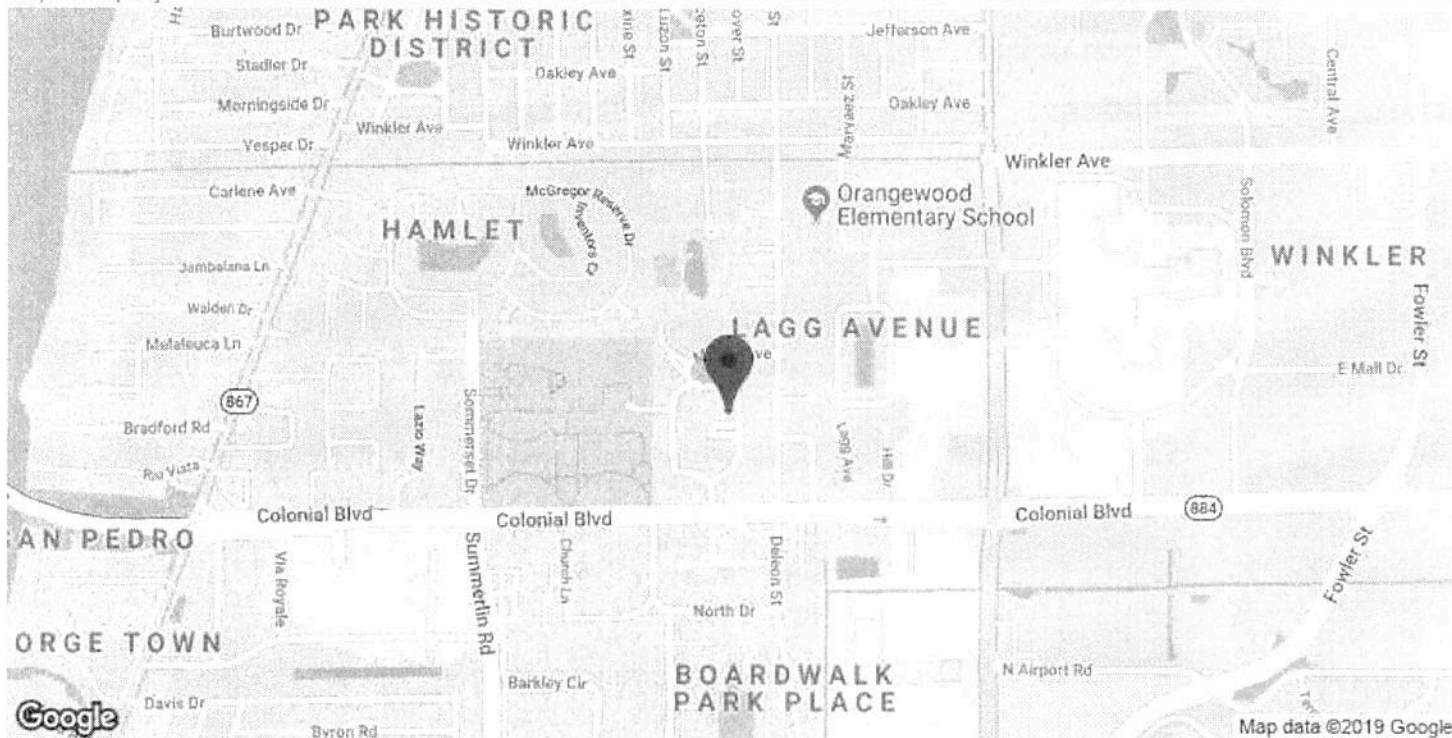 Burtwood Dr
PARK HISTORIC
DISTRICT
Luzon St
Jefferson Ave
Stadler Dr
Oakley Ave
Central Ave
Morningside Dr
Oakley Ave
Winkler Ave
Vesper Dr
Winkler Ave
Winkler Ave
Carlene Ave
McGregor Reserve Dr
Inventors Ct
Orangewood
Elementary School
Solomon Blvd
HAMLET
WINKLER
Jambalana Ln
Walden Dr
LAGG AVENUE
Fowler St
Melaleuca Ln
E Mall Dr
867
Bradford Rd
Lazio Way
Sommerset Dr
Lagg Ave
Hill Dr
Rio Vista
Colonial Blvd
Colonial Blvd
Colonial Blvd
884
AN PEDRO
Via Royale
Summerlin Rd
Church Ln
Deleon St
Fowler St
North Dr
ORGE TOWN
BOARDWALK
PARK PLACE
Barkley Cir
N Airport Rd
Davis Dr
Byron Rd
Google
Map data ©2019 Google